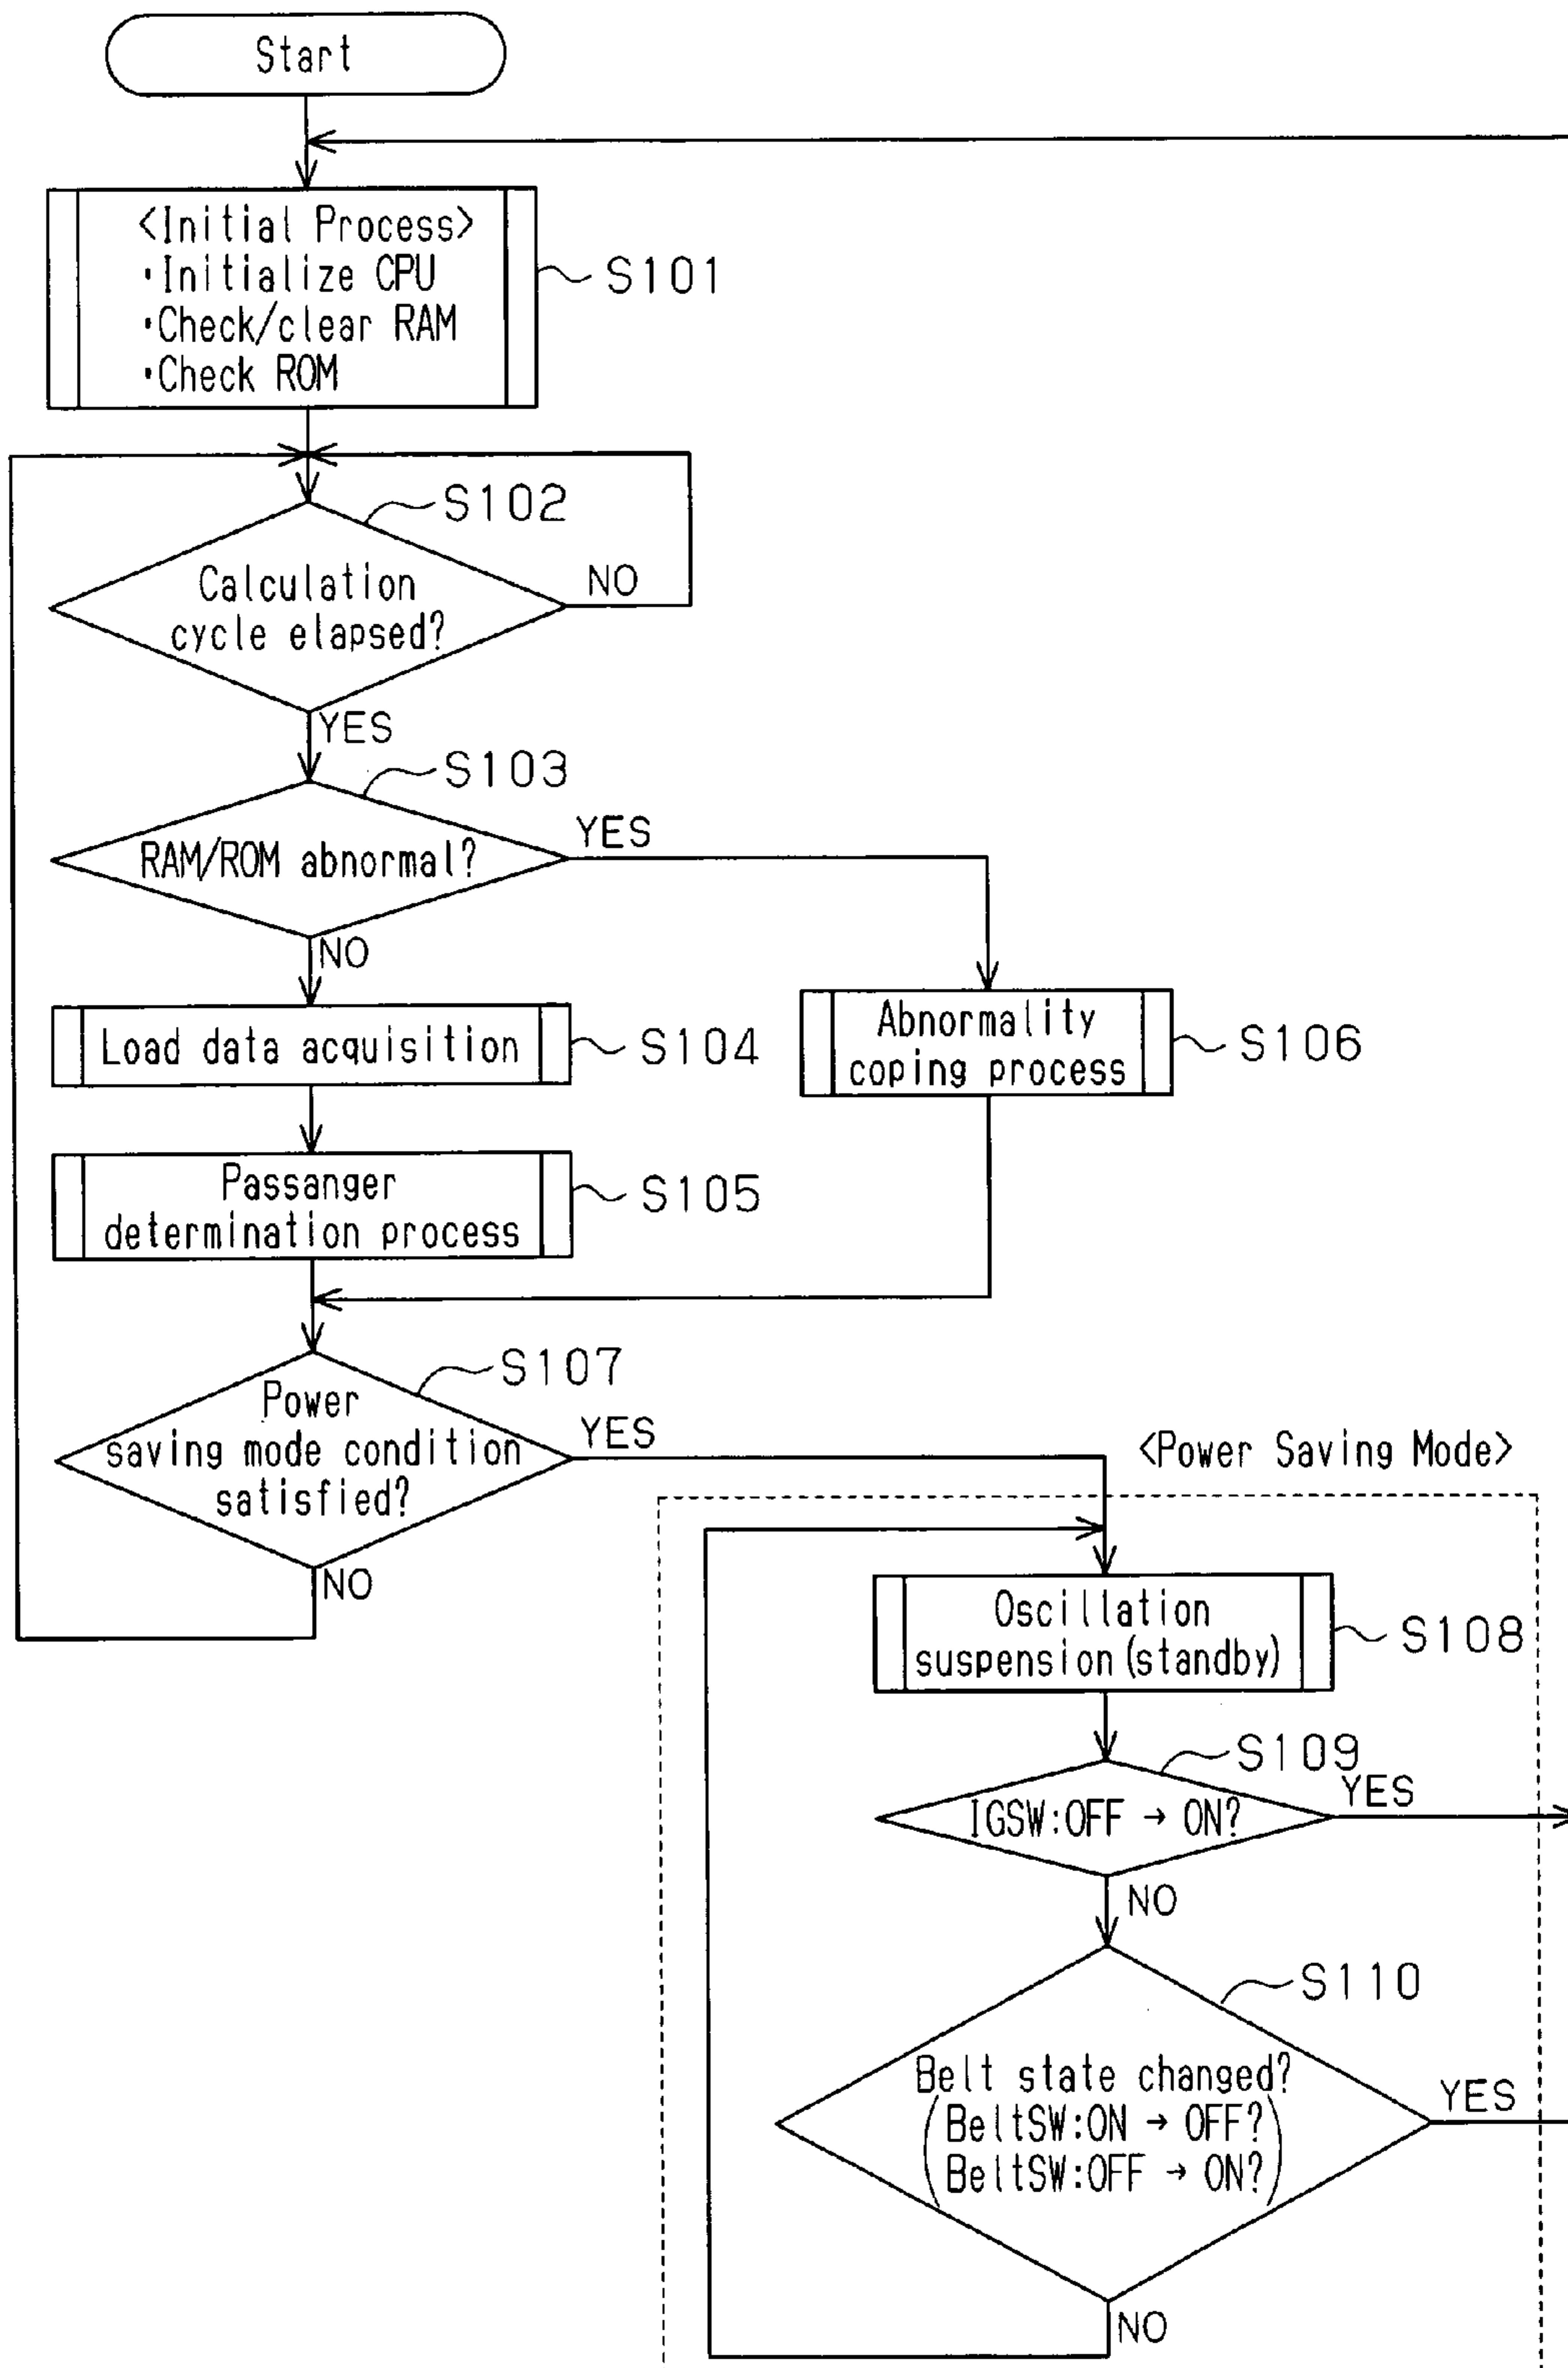 Start
<Initial Process>
・Initialize CPU
・Check/clear RAM
・Check ROM
S101
S102
Calculation
cycle elapsed?
NO
YES
S103
RAM/ROM abnormal?
YES
NO
Load data acquisition
S104
Abnormality
coping process
S106
Passanger
determination process
S105
S107
Power
saving mode condition
satisfied?
YES
NO
<Power Saving Mode>
Oscillation
suspension(standby)
S108
S109
IGSW:OFF → ON?
YES
NO
S110
Belt state changed?
(BeltSW:ON → OFF?
BeltSW:OFF → ON?)
YES
NO